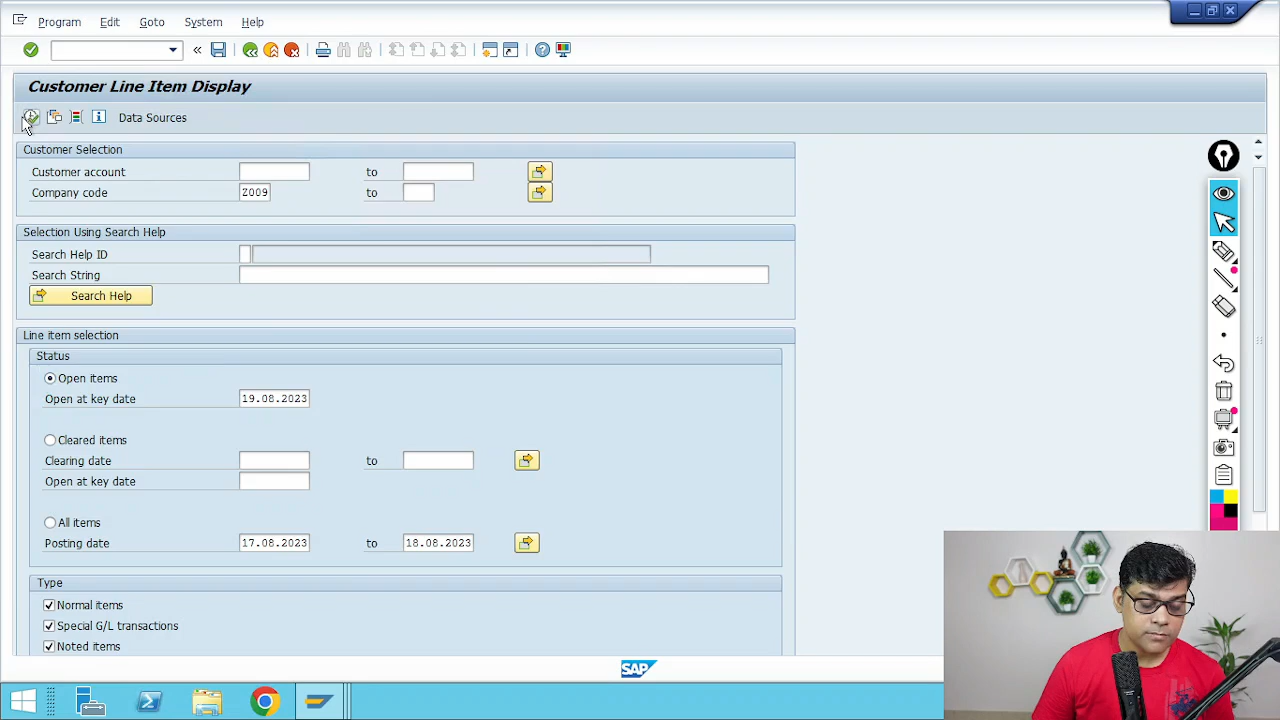 Program Edit Goto System Help
Customer Line Item Display
Data Sources
Customer Selection
Customer account to
Company code Z009 to
Selection Using Search Help
Search Help ID
Search String
Search Help
Line item selection
Status
Open items
Open at key date 19.08.2023
Cleared items
Clearing date to
Open at key date
All items
Posting date 17.08.2023 to 18.08.2023
Type
Normal items
Special G/L transactions
Noted items
SAP